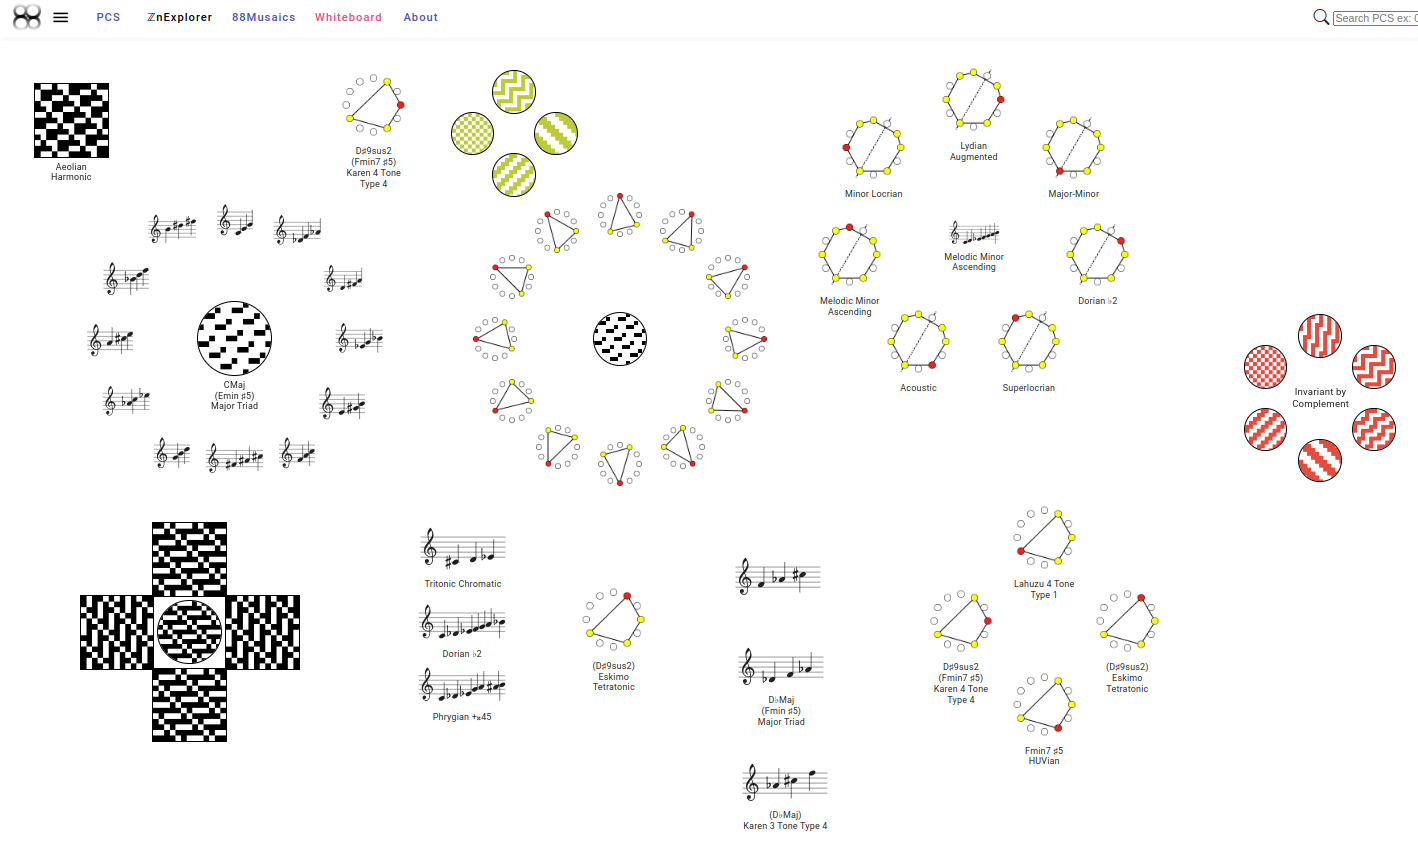 PCS
ℤnExplorer
88Musaics
Whiteboard
About
Search PCS ex: 0
Aeolian
Harmonic
D♯9sus2
(Fmin7 ♯5)
Karen 4 Tone
Type 4
Lydian
Augmented
Minor Locrian
Major-Minor
Melodic Minor
Ascending
Melodic Minor
Ascending
Dorian ♭2
Acoustic
Superlocrian
CMaj
(Emin ♯5)
Major Triad
Invariant by
Complement
Tritonic Chromatic
Dorian ♭2
Phrygian +𝄪45
(D♯9sus2)
Eskimo
Tetratonic
D♭Maj
(Fmin ♯5)
Major Triad
(D♭Maj)
Karen 3 Tone Type 4
Lahuzu 4 Tone
Type 1
D♯9sus2
(Fmin7 ♯5)
Karen 4 Tone
Type 4
(D♯9sus2)
Eskimo
Tetratonic
Fmin7 ♯5
HUVian